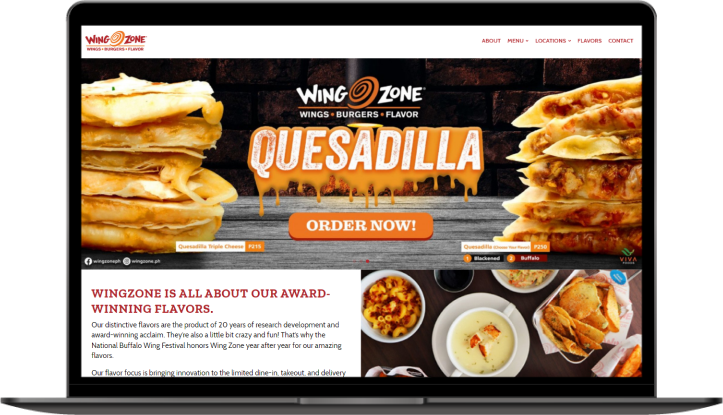 WING ZONE
WINGS • BURGERS • FLAVOR
ABOUT MENU LOCATIONS FLAVORS CONTACT
WING ZONE
WINGS • BURGERS • FLAVOR
QUESADILLA
ORDER NOW!
Quesadilla Triple Cheese P215
Quesadilla (Choose Your Flavor) P250
1 Blackened 2 Buffalo
wingzoneph wingzone.ph
VIVA
WINGZONE IS ALL ABOUT OUR AWARD-
WINNING FLAVORS.
Our distinctive flavors are the product of 20 years of research development and
award-winning acclaim. They're also a little bit crazy and fun! That's why the
National Buffalo Wing Festival honors Wing Zone year after year for our amazing
flavors.
Our flavor focus is bringing innovation to the limited dine-in, takeout, and delivery